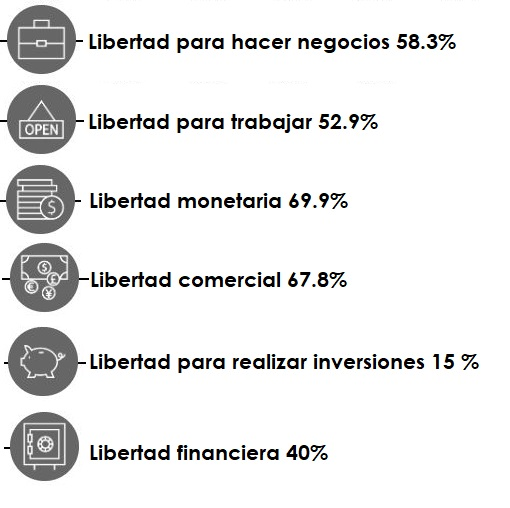 Libertad para hacer negocios 58.3%
OPEN
Libertad para trabajar 52.9%
$
Libertad monetaria 69.9%
$
£
€
¥
Libertad comercial 67.8%
Libertad para realizar inversiones 15 %
Libertad financiera 40%